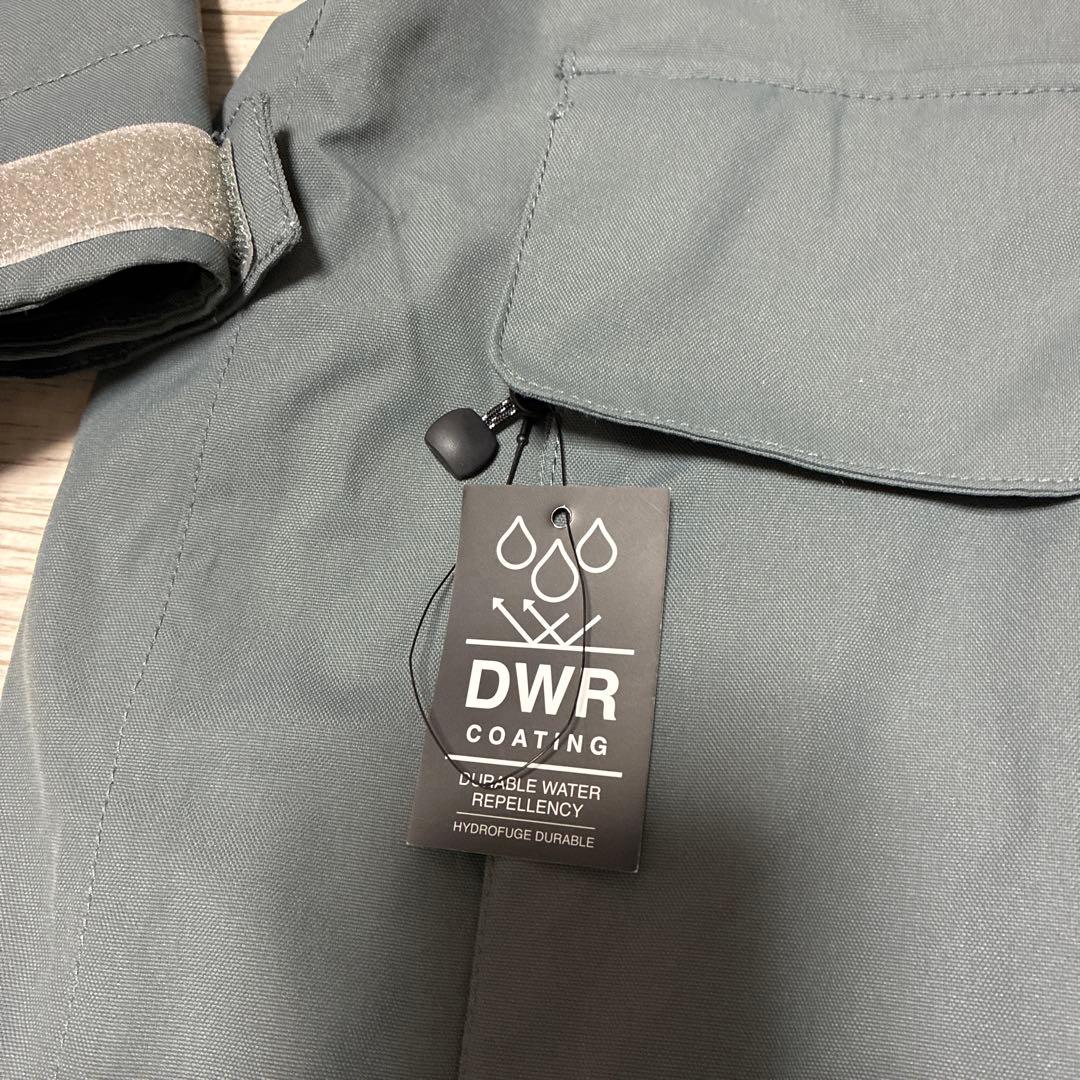 DWR
COATING
DURABLE WATER
REPELLENCY
HYDROFUGE DURABLE